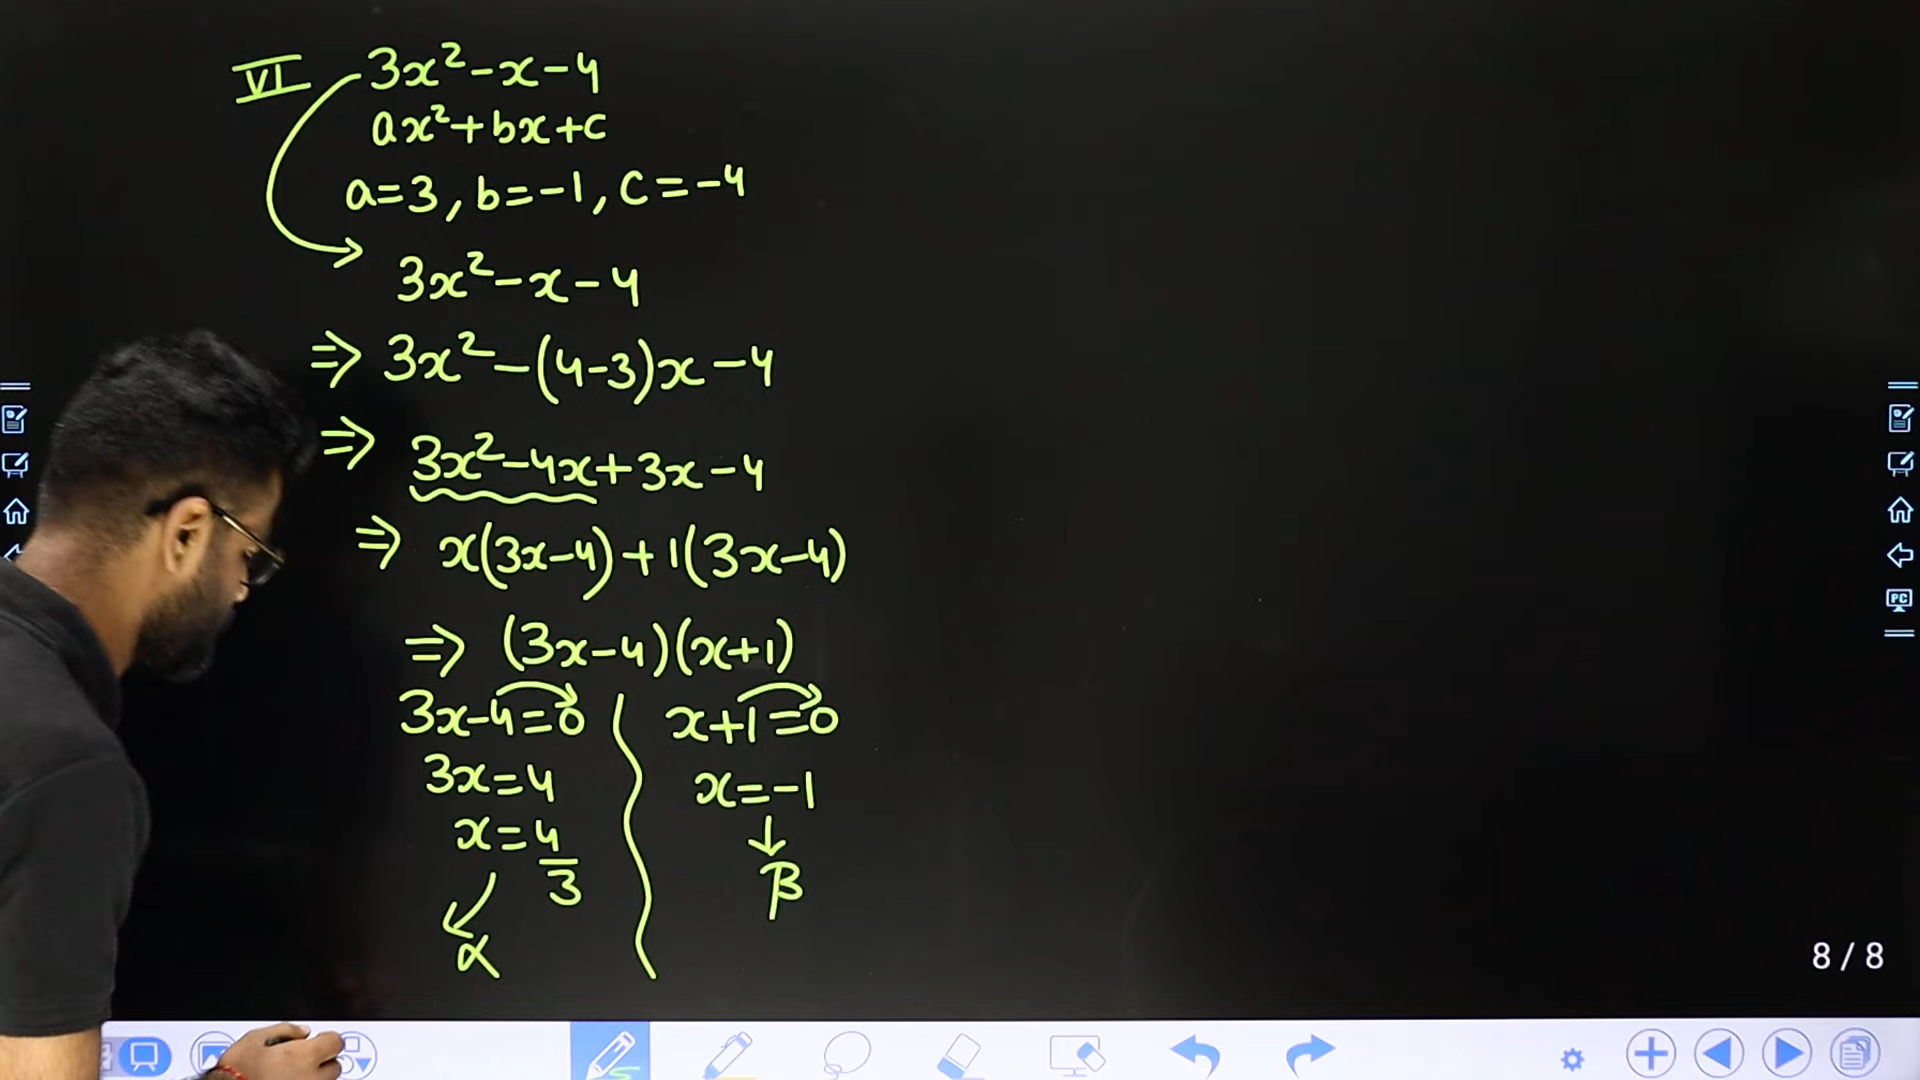 VI 3x² - x - 4
ax² + bx + c
a = 3, b = -1, c = -4
3x² - x - 4
⇒ 3x² - (4-3)x - 4
⇒ 3x² - 4x + 3x - 4
⇒ x(3x-4) + 1(3x-4)
⇒ (3x-4)(x+1)
3x-4=0
3x=4
x=4/3
α
x+1=0
x=-1
↓
β
8 / 8
PC